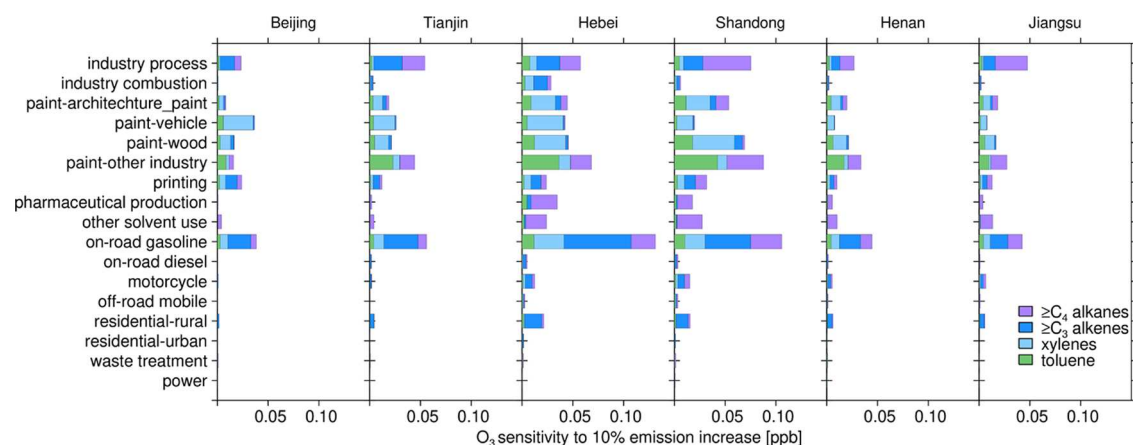 Beijing Tianjin Hebei Shandong Henan Jiangsu
industry process
industry combustion
paint-architechture_paint
paint-vehicle
paint-wood
paint-other industry
printing
pharmaceutical production
other solvent use
on-road gasoline
on-road diesel
motorcycle
off-road mobile
residential-rural
residential-urban
waste treatment
power
≥C4 alkanes
≥C3 alkenes
xylenes
toluene
0.05 0.10 0.05 0.10 0.05 0.10 0.05 0.10 0.05 0.10 0.05 0.10
O3 sensitivity to 10% emission increase [ppb]